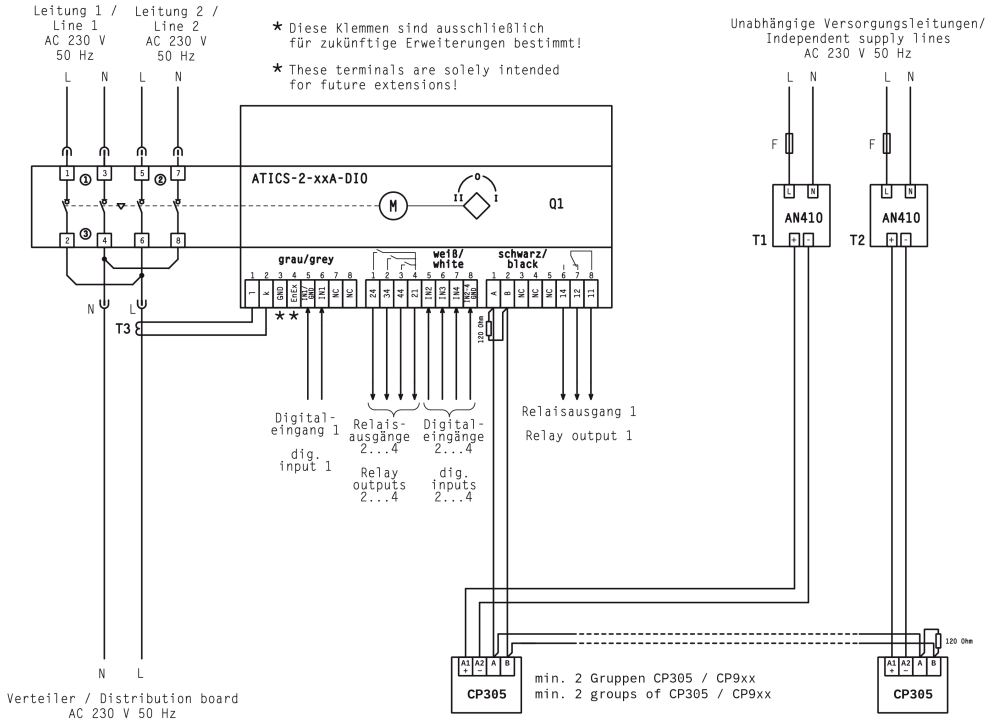 Leitung 1 /
Line 1
AC 230 V
50 Hz
Leitung 2 /
Line 2
AC 230 V
50 Hz
* Diese Klemmen sind ausschließlich
für zukünftige Erweiterungen bestimmt!
* These terminals are solely intended
for future extensions!
Unabhängige Versorgungsleitungen/
Independent supply lines
AC 230 V 50 Hz
L N L N
L N L N
F F
1 3 5 7
① ②
ATICS-2-xxA-DIO
M
II O I
Q1
③
2 4 6 8
L N L N
AN410 AN410
T1 + - T2 + -
grau/grey
weiß/
white
schwarz/
black
1 2 3 4 5 6 7 8
1 2 3 4 5 6 7 8
1 2 3 4 5 6 7 8
l k GND EnEx IN1/GND IN1 NC NC
24 34 44 21 IN2 IN3 IN4 IN2-4 GND
A B NC NC NC 14 12 11
* *
N L
T3
120 Ohm
Digital-
eingang 1
dig.
input 1
Relais-
ausgänge
2...4
Relay
outputs
2...4
Digital-
eingänge
2...4
dig.
inputs
2...4
Relaisausgang 1
Relay output 1
120 Ohm
A1 A2 A B
+ -
CP305
min. 2 Gruppen CP305 / CP9xx
min. 2 groups of CP305 / CP9xx
A1 A2 A B
+ -
CP305
N L
Verteiler / Distribution board
AC 230 V 50 Hz